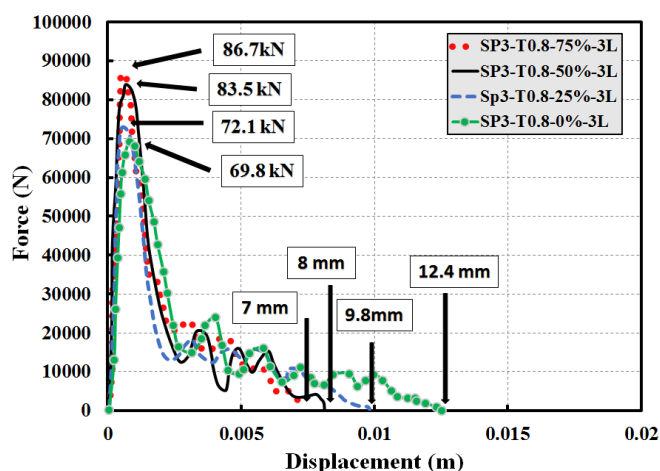 100000
90000
80000
70000
60000
50000
40000
30000
20000
10000
0
Force (N)
86.7kN
83.5 kN
72.1 kN
69.8 kN
SP3-T0.8-75%-3L
SP3-T0.8-50%-3L
Sp3-T0.8-25%-3L
SP3-T0.8-0%-3L
7 mm
8 mm
9.8mm
12.4 mm
0
0.005
0.01
0.015
0.02
Displacement (m)